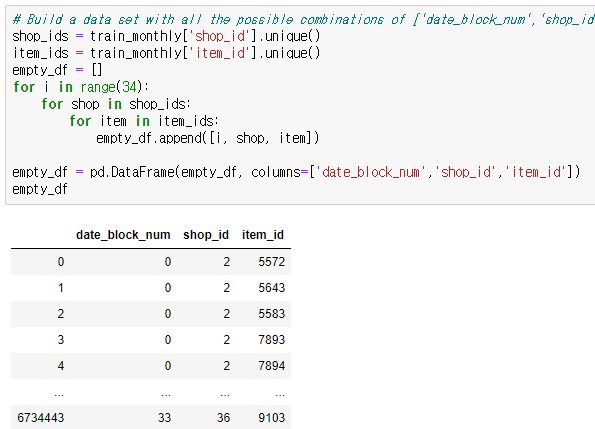 # Build a data set with all the possible combinations of ['date_block_num','shop_id
shop_ids = train_monthly['shop_id'].unique()
item_ids = train_monthly['item_id'].unique()
empty_df = []
for i in range(34):
    for shop in shop_ids:
        for item in item_ids:
            empty_df.append([i, shop, item])

empty_df = pd.DataFrame(empty_df, columns=['date_block_num','shop_id','item_id'])
empty_df

date_block_num shop_id item_id
0 0 2 5572
1 0 2 5643
2 0 2 5583
3 0 2 7893
4 0 2 7894
... ... ... ...
6734443 33 36 9103